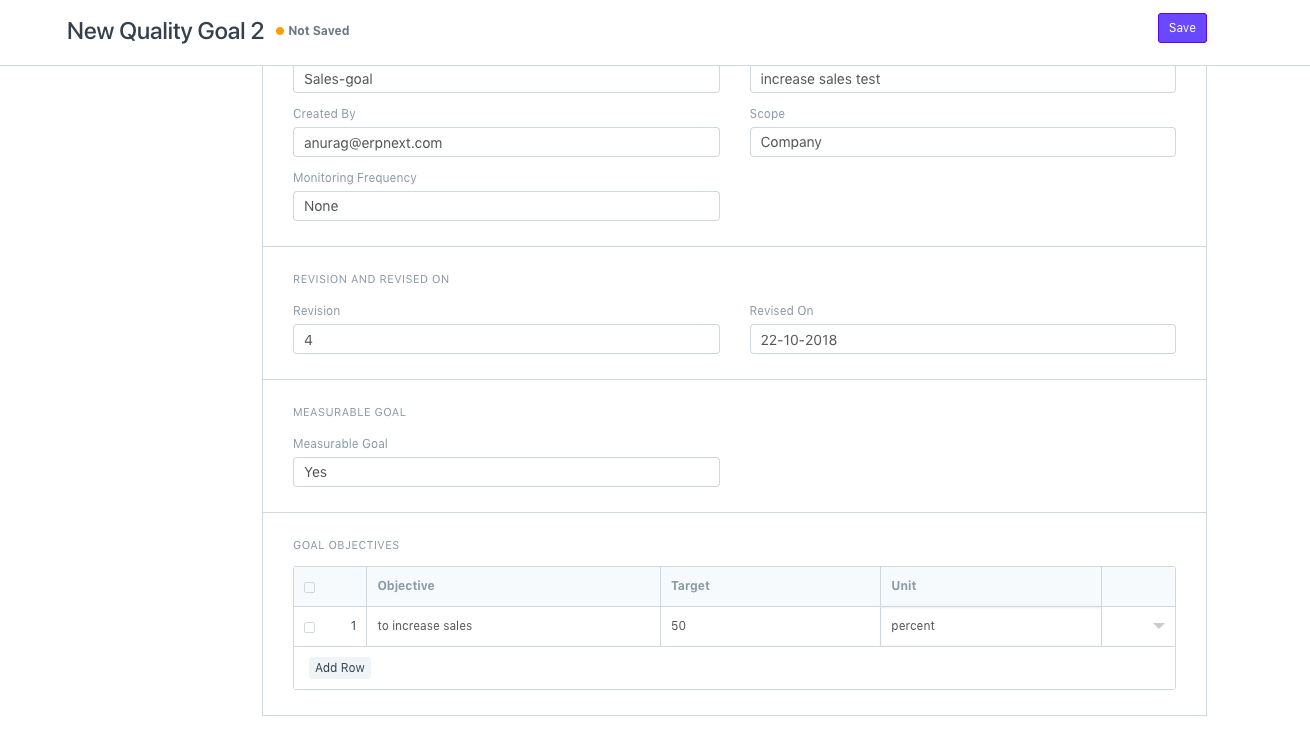 New Quality Goal 2 Not Saved Save
Sales-goal increase sales test
Created By Scope
anurag@erpnext.com Company
Monitoring Frequency
None
REVISION AND REVISED ON
Revision Revised On
4 22-10-2018
MEASURABLE GOAL
Measurable Goal
Yes
GOAL OBJECTIVES
Objective Target Unit
1 to increase sales 50 percent
Add Row